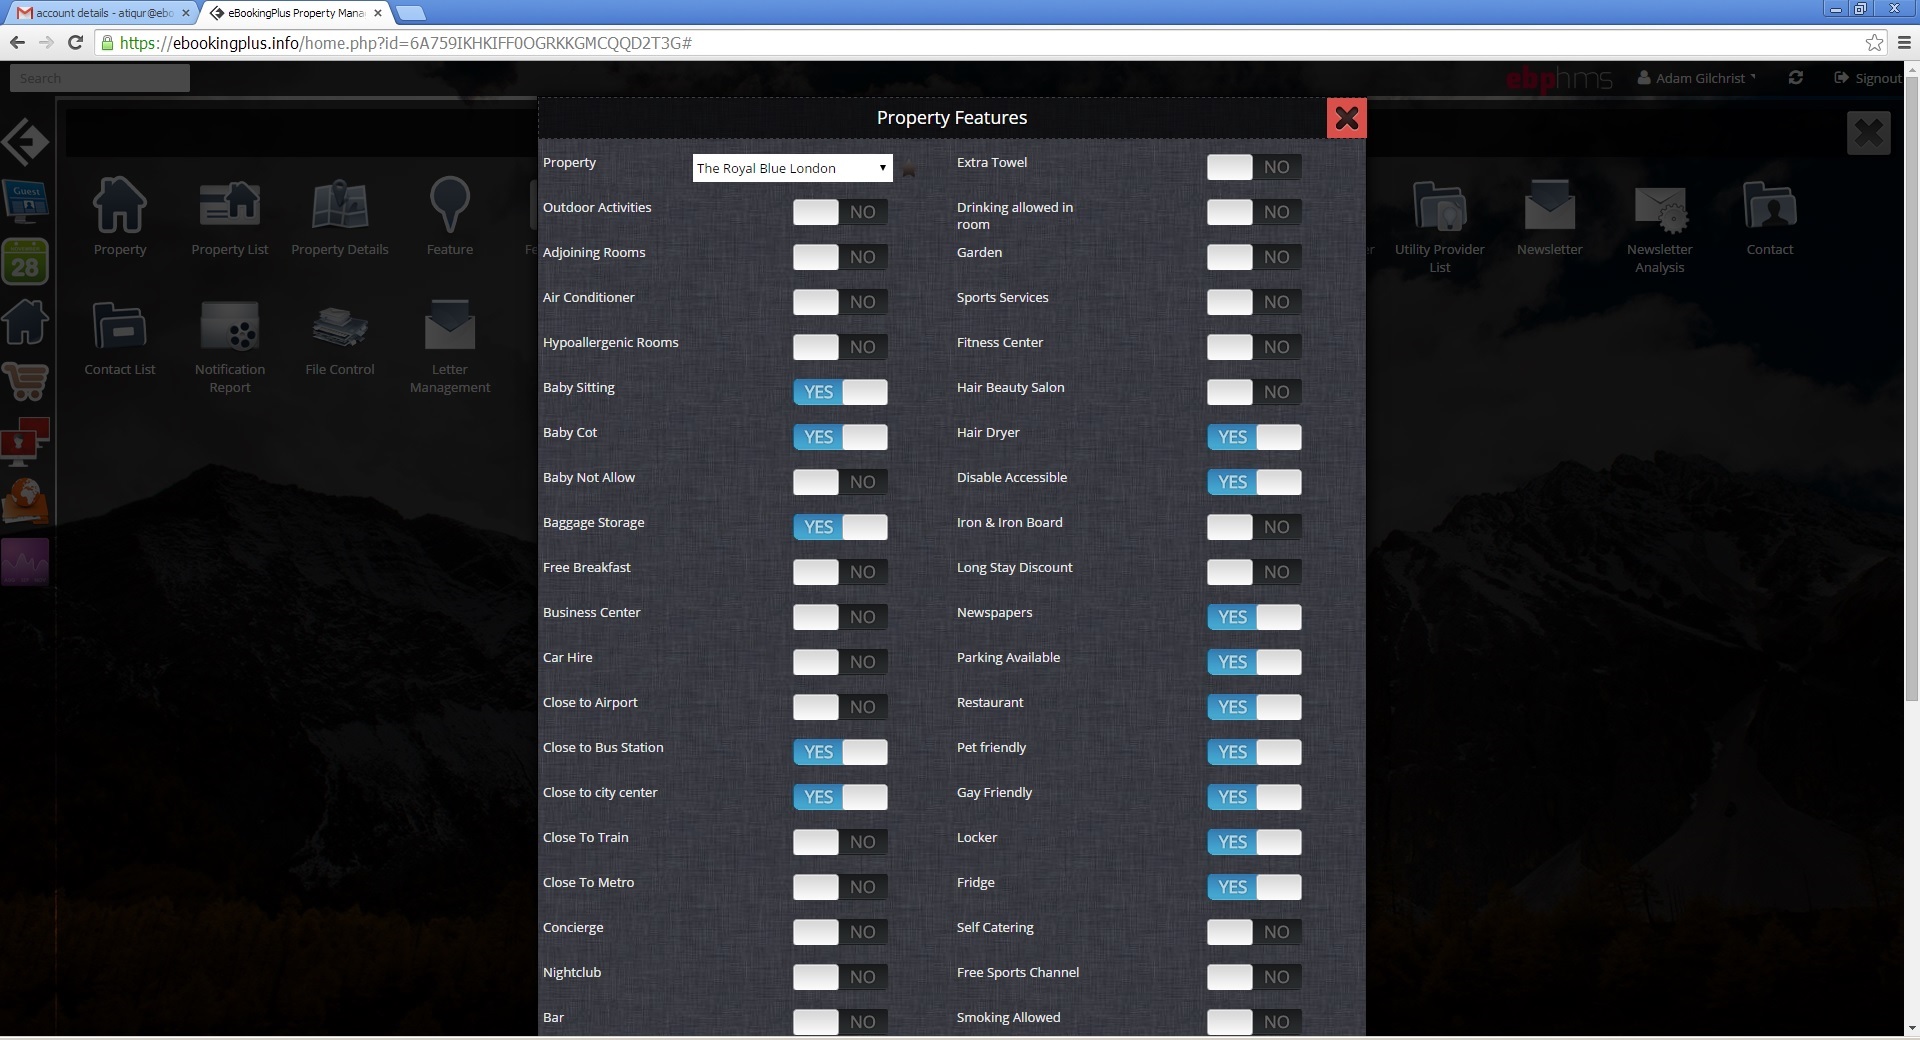 account details - atiqur@ebo
eBookingPlus Property Mana
https://ebookingplus.info/home.php?id=6A759IKHKIFF0OGRKKGMCQQD2T3G#
Search
ebphms
Adam Gilchrist
Signout
Guest
NOVEMBER
28
Property
Property List
Property Details
Feature
Fe
er
Utility Provider
List
Newsletter
Newsletter
Analysis
Contact
Contact List
Notification
Report
File Control
Letter
Management
Property Features
Property
The Royal Blue London
Extra Towel
NO
Outdoor Activities
NO
Drinking allowed in
room
NO
Adjoining Rooms
NO
Garden
NO
Air Conditioner
NO
Sports Services
NO
Hypoallergenic Rooms
NO
Fitness Center
NO
Baby Sitting
YES
Hair Beauty Salon
NO
Baby Cot
YES
Hair Dryer
YES
Baby Not Allow
NO
Disable Accessible
YES
Baggage Storage
YES
Iron & Iron Board
NO
Free Breakfast
NO
Long Stay Discount
NO
Business Center
NO
Newspapers
YES
Car Hire
NO
Parking Available
YES
Close to Airport
NO
Restaurant
YES
Close to Bus Station
YES
Pet friendly
YES
Close to city center
YES
Gay Friendly
YES
Close To Train
NO
Locker
YES
Close To Metro
NO
Fridge
YES
Concierge
NO
Self Catering
NO
Nightclub
NO
Free Sports Channel
NO
Bar
NO
Smoking Allowed
NO